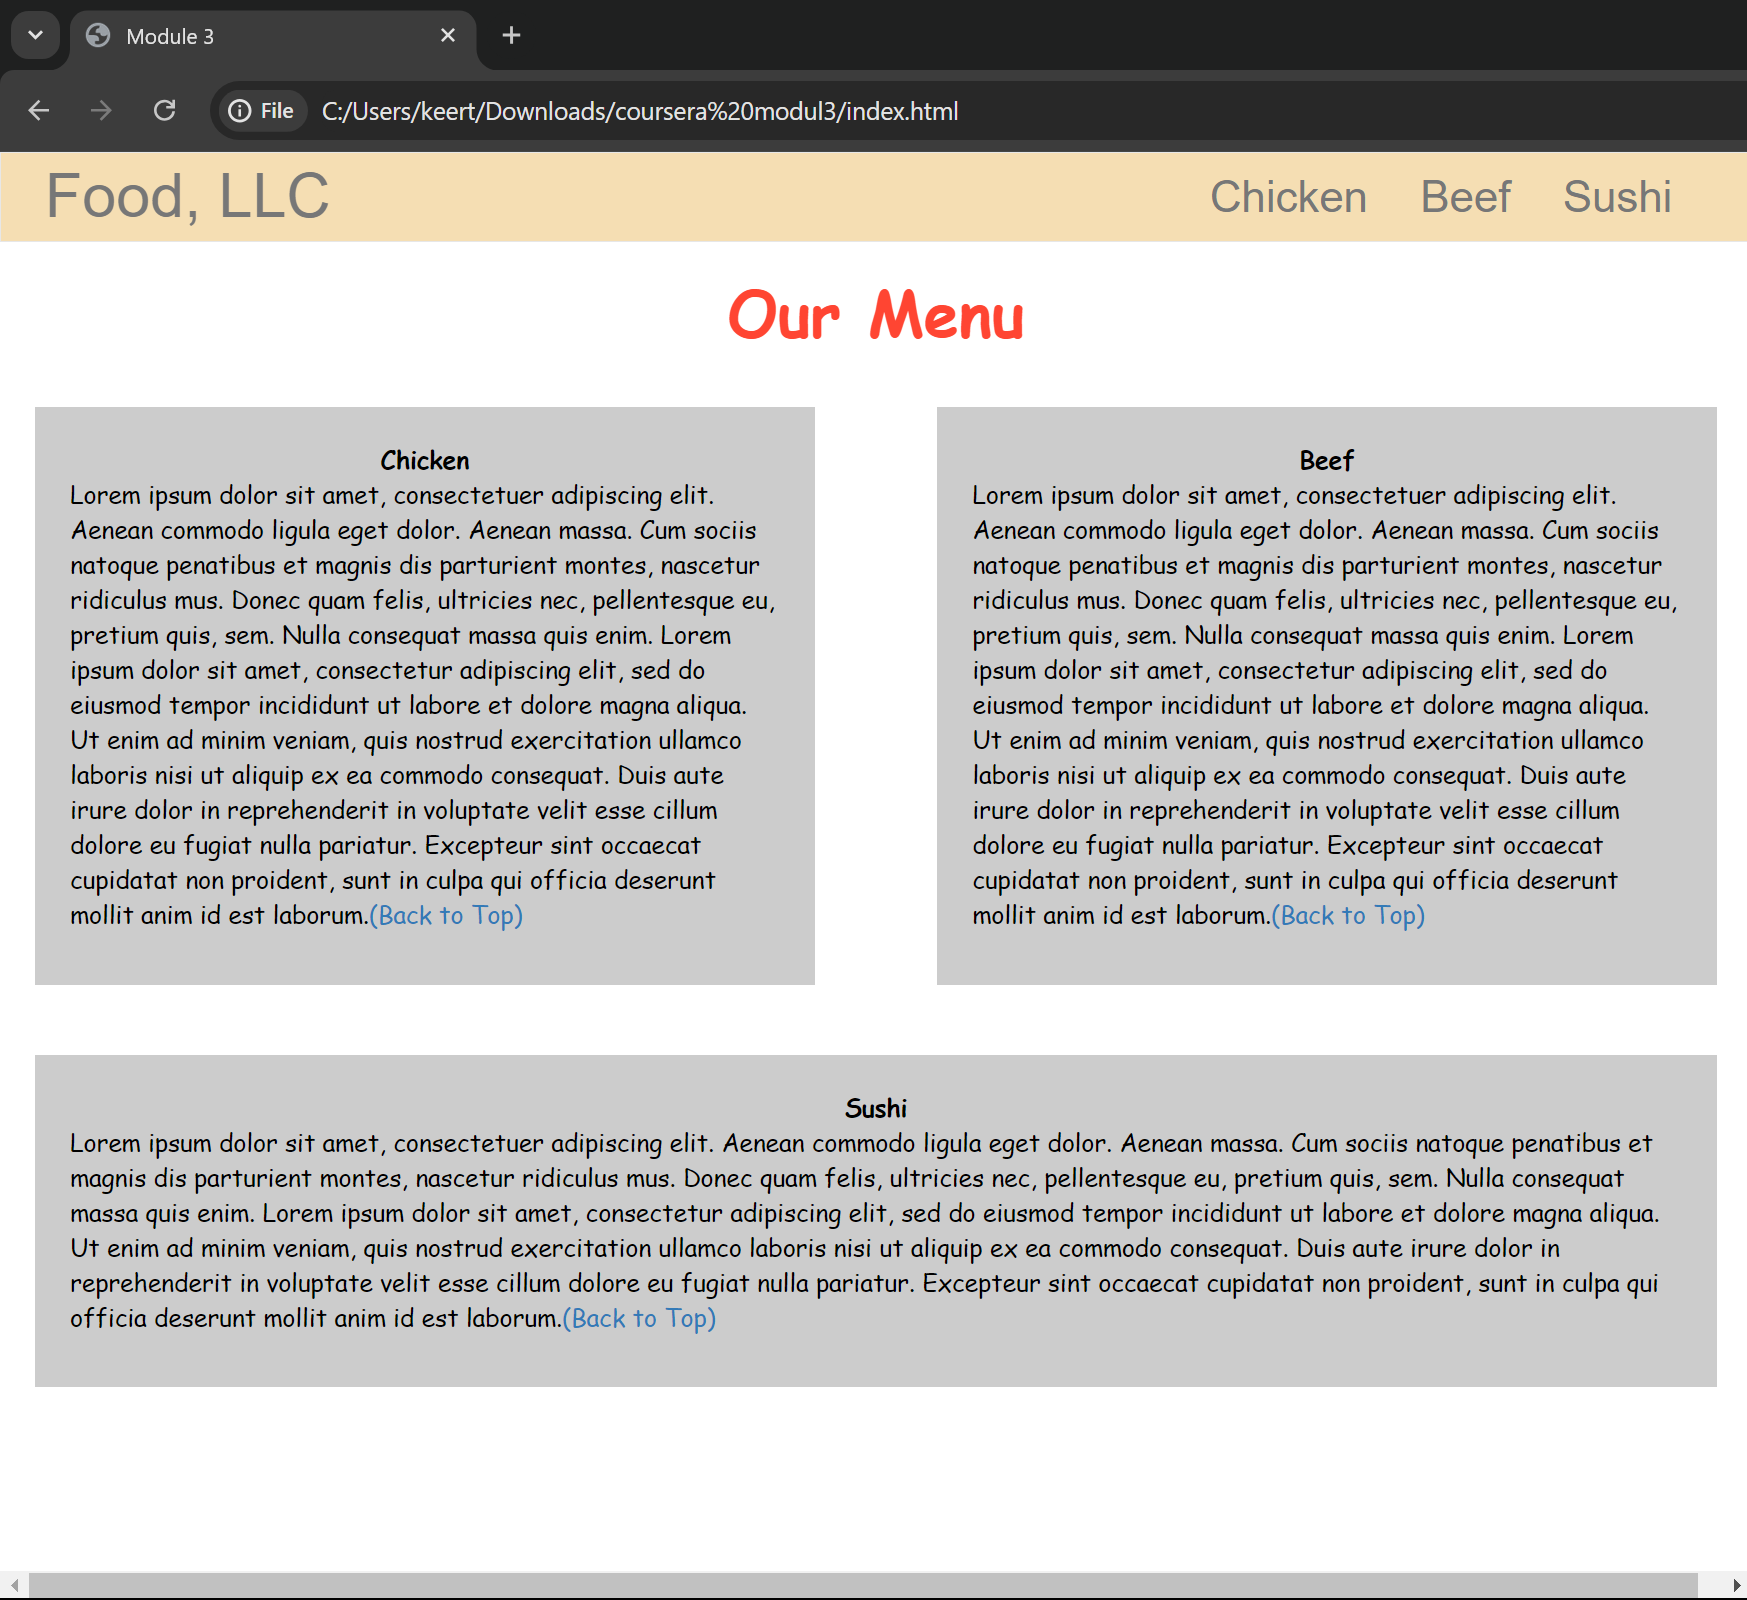 Module 3
File C:/Users/keert/Downloads/coursera%20modul3/index.html
Food, LLC Chicken Beef Sushi
Our Menu
Chicken
Lorem ipsum dolor sit amet, consectetuer adipiscing elit.
Aenean commodo ligula eget dolor. Aenean massa. Cum sociis
natoque penatibus et magnis dis parturient montes, nascetur
ridiculus mus. Donec quam felis, ultricies nec, pellentesque eu,
pretium quis, sem. Nulla consequat massa quis enim. Lorem
ipsum dolor sit amet, consectetur adipiscing elit, sed do
eiusmod tempor incididunt ut labore et dolore magna aliqua.
Ut enim ad minim veniam, quis nostrud exercitation ullamco
laboris nisi ut aliquip ex ea commodo consequat. Duis aute
irure dolor in reprehenderit in voluptate velit esse cillum
dolore eu fugiat nulla pariatur. Excepteur sint occaecat
cupidatat non proident, sunt in culpa qui officia deserunt
mollit anim id est laborum.(Back to Top)
Beef
Lorem ipsum dolor sit amet, consectetuer adipiscing elit.
Aenean commodo ligula eget dolor. Aenean massa. Cum sociis
natoque penatibus et magnis dis parturient montes, nascetur
ridiculus mus. Donec quam felis, ultricies nec, pellentesque eu,
pretium quis, sem. Nulla consequat massa quis enim. Lorem
ipsum dolor sit amet, consectetur adipiscing elit, sed do
eiusmod tempor incididunt ut labore et dolore magna aliqua.
Ut enim ad minim veniam, quis nostrud exercitation ullamco
laboris nisi ut aliquip ex ea commodo consequat. Duis aute
irure dolor in reprehenderit in voluptate velit esse cillum
dolore eu fugiat nulla pariatur. Excepteur sint occaecat
cupidatat non proident, sunt in culpa qui officia deserunt
mollit anim id est laborum.(Back to Top)
Sushi
Lorem ipsum dolor sit amet, consectetuer adipiscing elit. Aenean commodo ligula eget dolor. Aenean massa. Cum sociis natoque penatibus et
magnis dis parturient montes, nascetur ridiculus mus. Donec quam felis, ultricies nec, pellentesque eu, pretium quis, sem. Nulla consequat
massa quis enim. Lorem ipsum dolor sit amet, consectetur adipiscing elit, sed do eiusmod tempor incididunt ut labore et dolore magna aliqua.
Ut enim ad minim veniam, quis nostrud exercitation ullamco laboris nisi ut aliquip ex ea commodo consequat. Duis aute irure dolor in
reprehenderit in voluptate velit esse cillum dolore eu fugiat nulla pariatur. Excepteur sint occaecat cupidatat non proident, sunt in culpa qui
officia deserunt mollit anim id est laborum.(Back to Top)